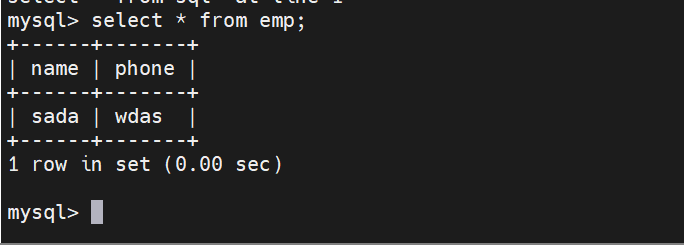 mysql> select * from emp;
+------+-------+
| name | phone |
+------+-------+
| sada | wdas  |
+------+-------+
1 row in set (0.00 sec)
mysql>